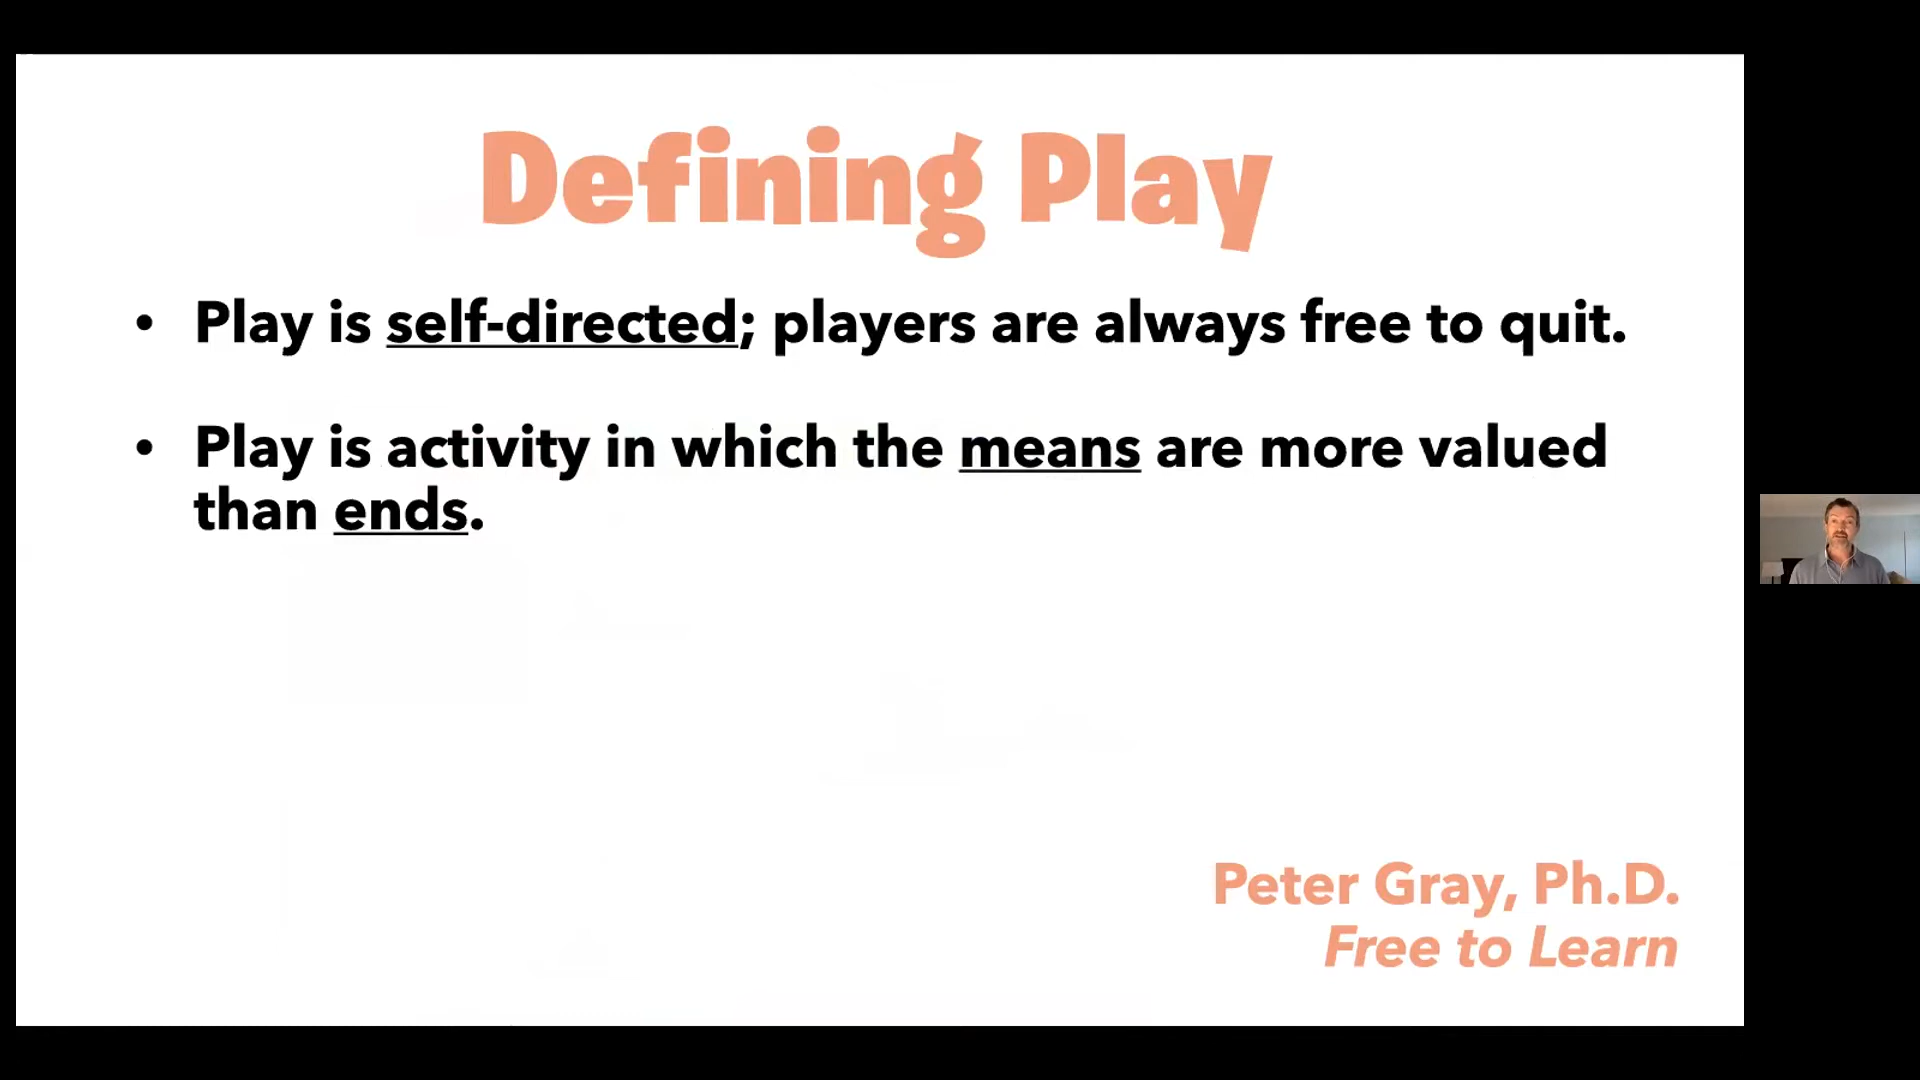 Defining Play
• Play is self-directed; players are always free to quit.
• Play is activity in which the means are more valued
than ends.
Peter Gray, Ph.D.
Free to Learn